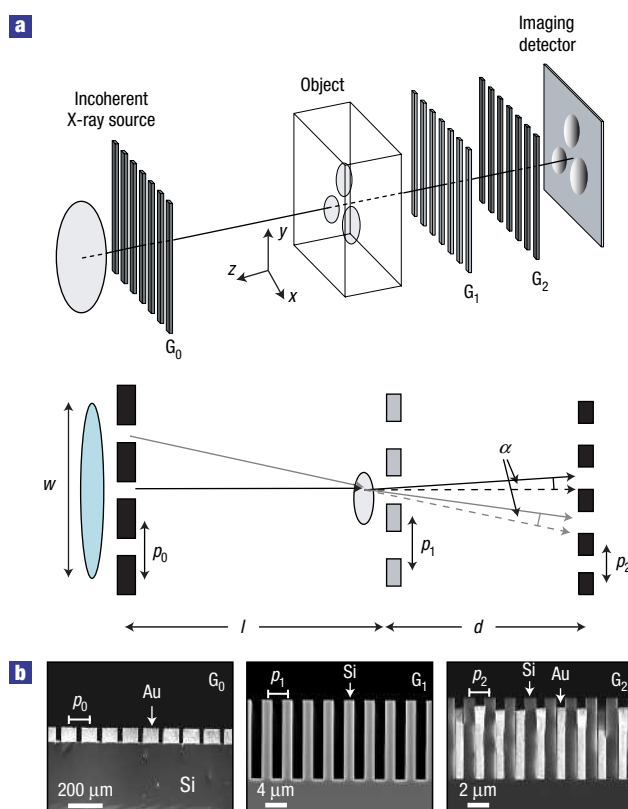 a
Imaging
detector
Object
Incoherent
X-ray source
y
z
x
G₁
G₂
G₀
α
w
p₀
p₁
p₂
l
d
b
G₀
p₀
Au
Si
200 μm
G₁
p₁
Si
4 μm
G₂
p₂
Si
Au
2 μm